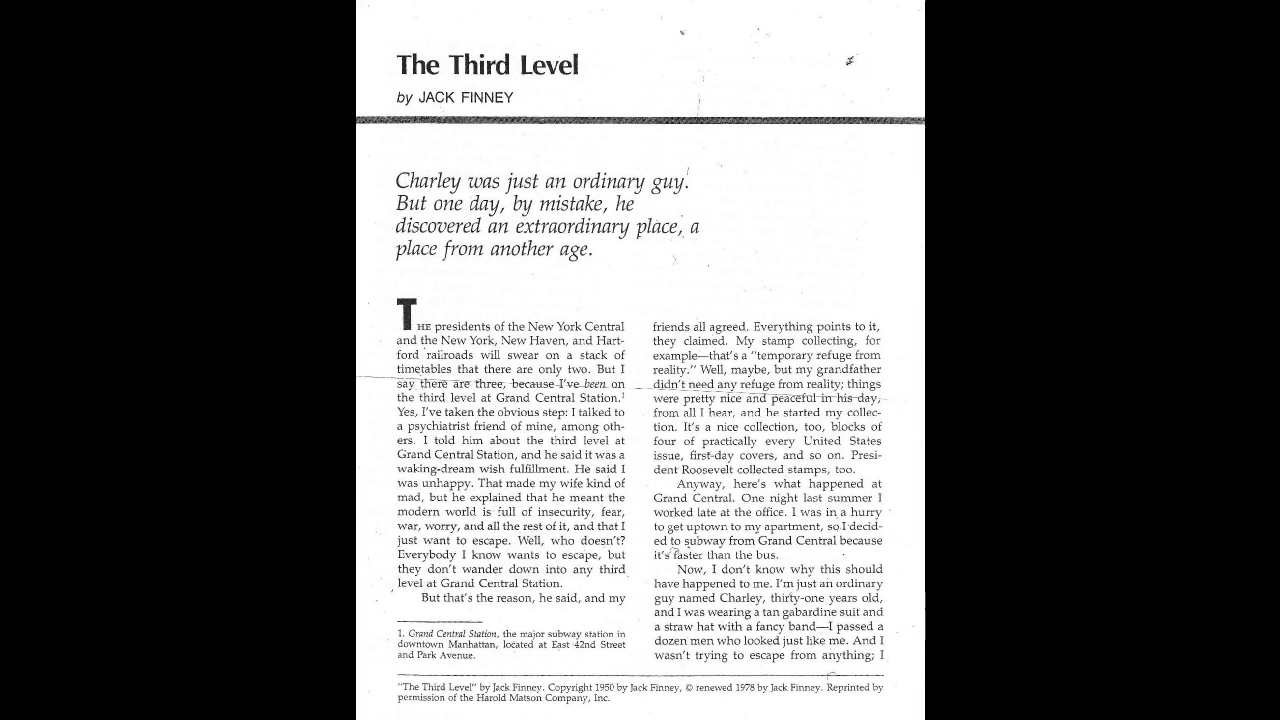 The Third Level
by JACK FINNEY
Charley was just an ordinary guy.
But one day, by mistake, he
discovered an extraordinary place, a
place from another age.
THE presidents of the New York Central
and the New York, New Haven, and Hart-
ford railroads will swear on a stack of
timetables that there are only two. But I
say there are three, because I've been on
the third level at Grand Central Station.1
Yes, I've taken the obvious step: I talked to
a psychiatrist friend of mine, among oth-
ers. I told him about the third level at
Grand Central Station, and he said it was a
waking-dream wish fulfillment. He said I
was unhappy. That made my wife kind of
mad, but he explained that he meant the
modern world is full of insecurity, fear,
war, worry, and all the rest of it, and that I
just want to escape. Well, who doesn't?
Everybody I know wants to escape, but
they don't wander down into any third
level at Grand Central Station.
But that's the reason, he said, and my
1. Grand Central Station, the major subway station in
downtown Manhattan, located at East 42nd Street
and Park Avenue.
friends all agreed. Everything points to it,
they claimed. My stamp collecting, for
example—that's a "temporary refuge from
reality." Well, maybe, but my grandfather
didn't need any refuge from reality; things
were pretty nice and peaceful in his day,
from all I hear, and he started my collec-
tion. It's a nice collection, too, blocks of
four of practically every United States
issue, first-day covers, and so on. Presi-
dent Roosevelt collected stamps, too.
Anyway, here's what happened at
Grand Central. One night last summer I
worked late at the office. I was in a hurry
to get uptown to my apartment, so I decid-
ed to subway from Grand Central because
it's faster than the bus.
Now, I don't know why this should
have happened to me. I'm just an ordinary
guy named Charley, thirty-one years old,
and I was wearing a tan gabardine suit and
a straw hat with a fancy band—I passed a
dozen men who looked just like me. And I
wasn't trying to escape from anything; I
"The Third Level" by Jack Finney. Copyright 1950 by Jack Finney, © renewed 1978 by Jack Finney. Reprinted by
permission of the Harold Matson Company, Inc.